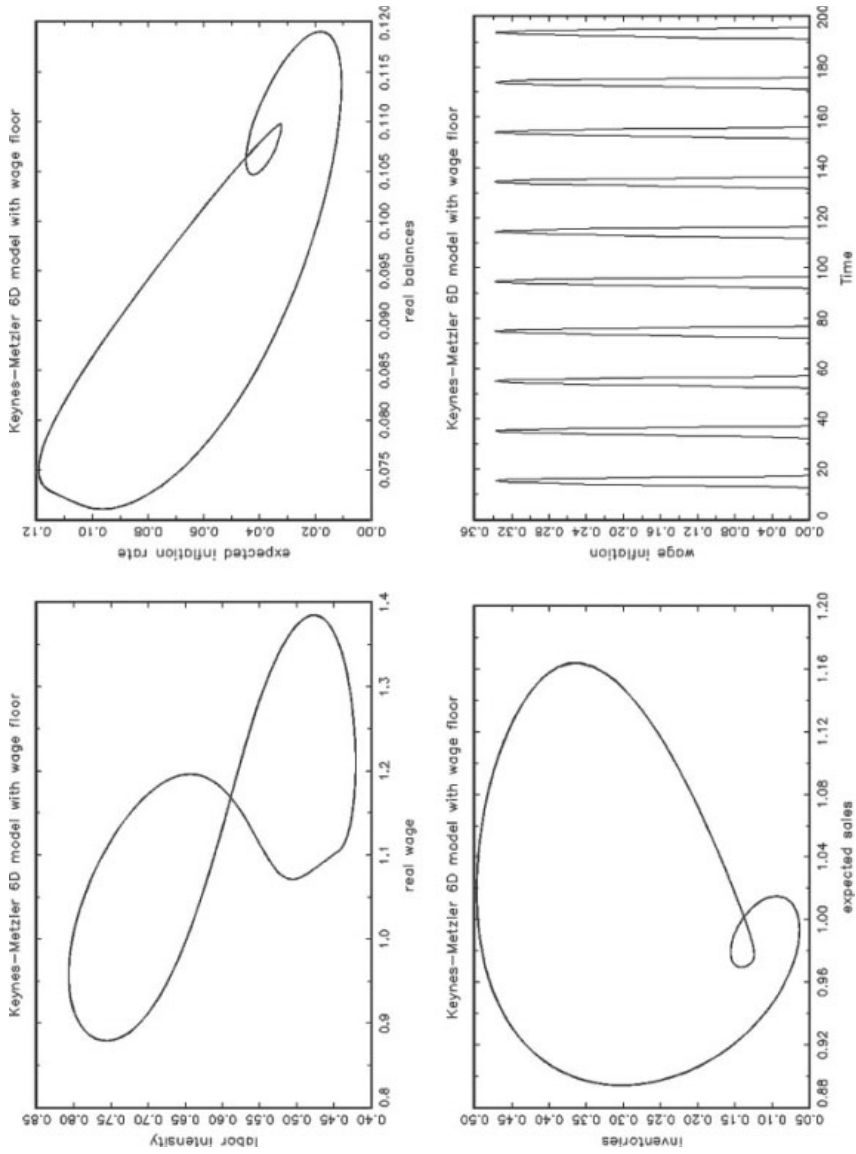 Keynes-Metzler 6D model with wage floor
labor intensity
0.85
0.80
0.75
0.70
0.65
0.60
0.55
0.50
0.45
0.40
0.8 0.9 1.0 1.1 1.2 1.3 1.4
real wage
Keynes-Metzler 6D model with wage floor
expected inflation rate
0.12
0.10
0.08
0.06
0.04
0.02
0.00
0.075 0.080 0.085 0.090 0.095 0.100 0.105 0.110 0.115 0.120
real balances
Keynes-Metzler 6D model with wage floor
inventories
0.50
0.45
0.40
0.35
0.30
0.25
0.20
0.15
0.10
0.05
0.88 0.92 0.96 1.00 1.04 1.08 1.12 1.16 1.20
expected sales
Keynes-Metzler 6D model with wage floor
wage inflation
0.36
0.32
0.28
0.24
0.20
0.16
0.12
0.08
0.04
0.00
0 20 40 60 80 100 120 140 160 180 200
Time